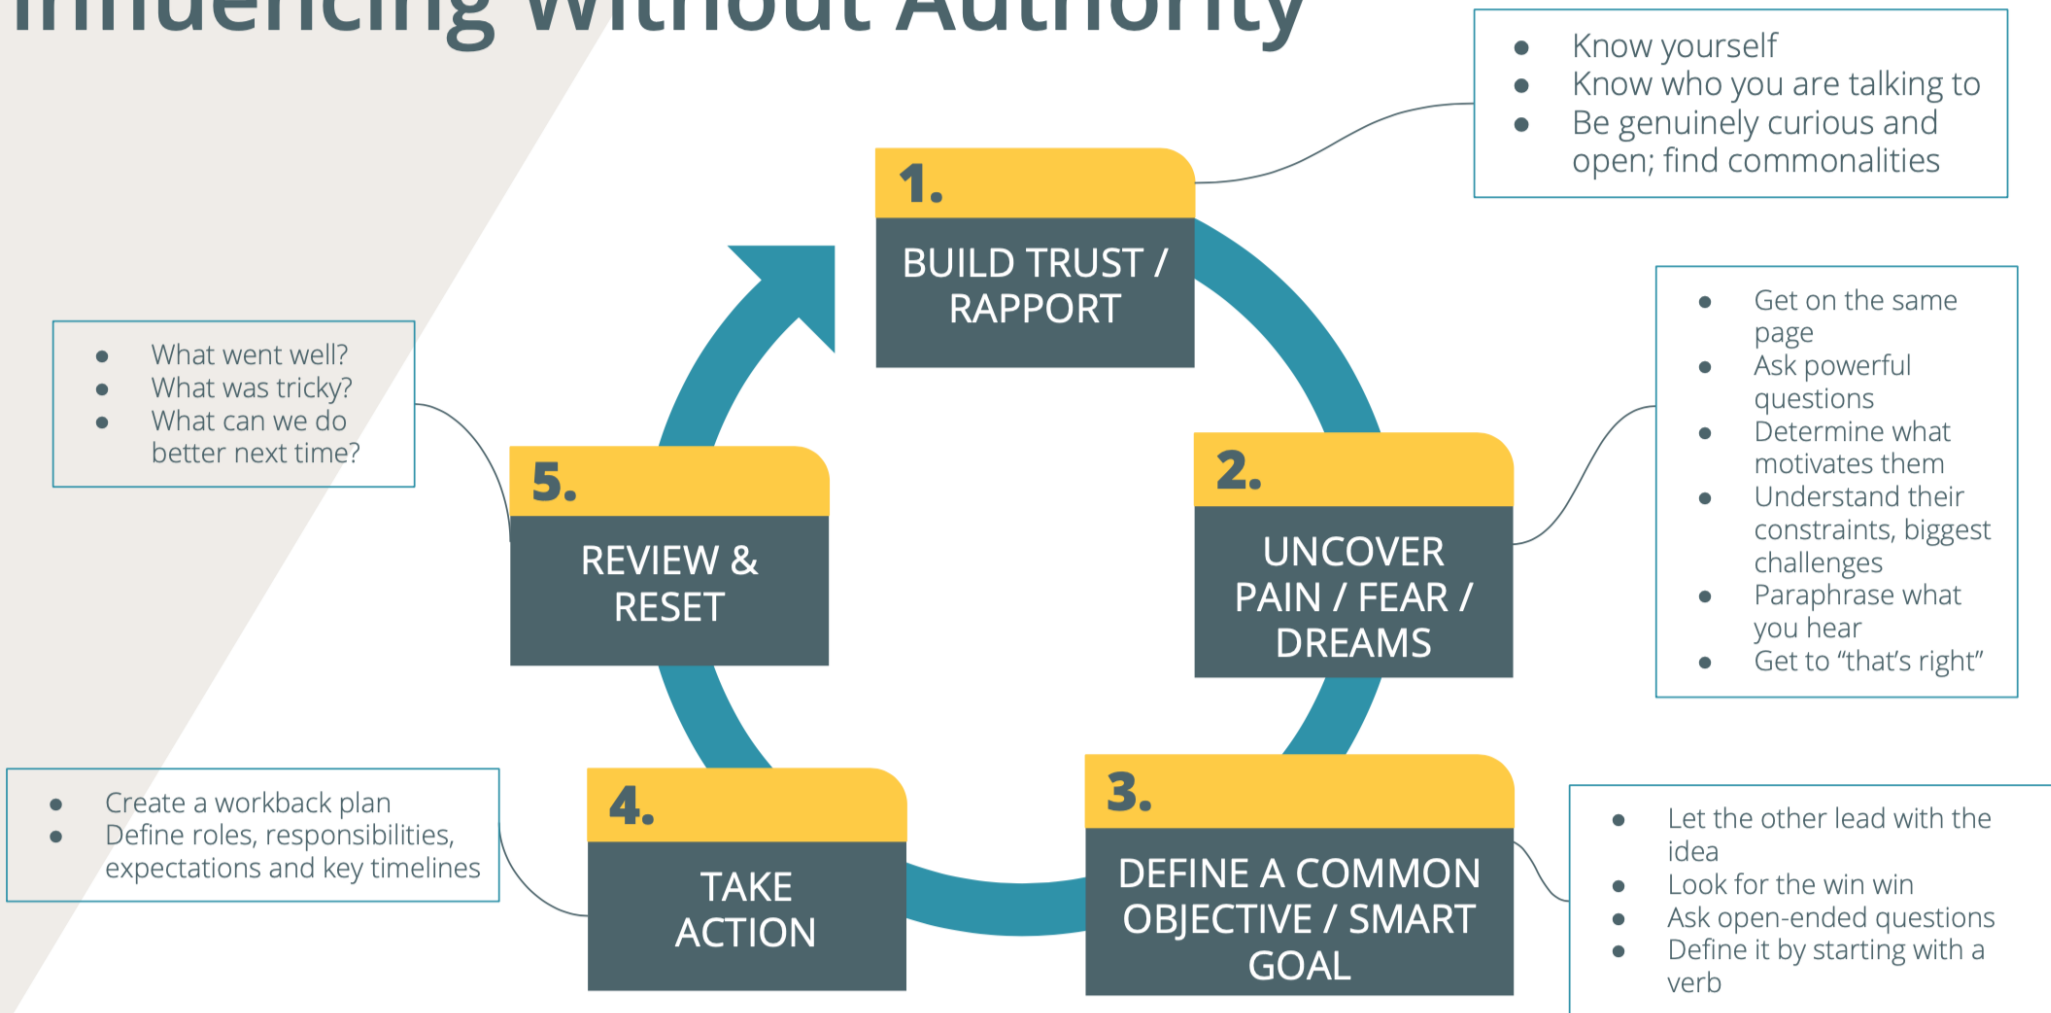 Influencing Without Authority
● Know yourself
● Know who you are talking to
● Be genuinely curious and
open; find commonalities
1.
BUILD TRUST /
RAPPORT
● Get on the same
page
● Ask powerful
questions
● Determine what
motivates them
● Understand their
constraints, biggest
challenges
● Paraphrase what
you hear
● Get to “that’s right”
2.
UNCOVER
PAIN / FEAR /
DREAMS
3.
DEFINE A COMMON
OBJECTIVE / SMART
GOAL
● Let the other lead with the
idea
● Look for the win win
● Ask open-ended questions
● Define it by starting with a
verb
4.
TAKE
ACTION
● Create a workback plan
● Define roles, responsibilities,
expectations and key timelines
5.
REVIEW &
RESET
● What went well?
● What was tricky?
● What can we do
better next time?